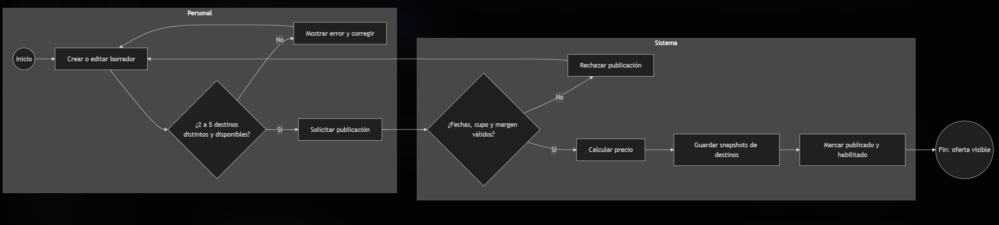 Personal
Inicio
Crear o editar borrador
Mostrar error y corregir
No
¿2 a 5 destinos
distintos y disponibles?
Sí
Solicitar publicación
Sistema
Rechazar publicación
No
¿Fechas, cupo y margen
válidos?
Sí
Calcular precio
Guardar snapshots de
destinos
Marcar publicado y
habilitado
Fin: oferta visible